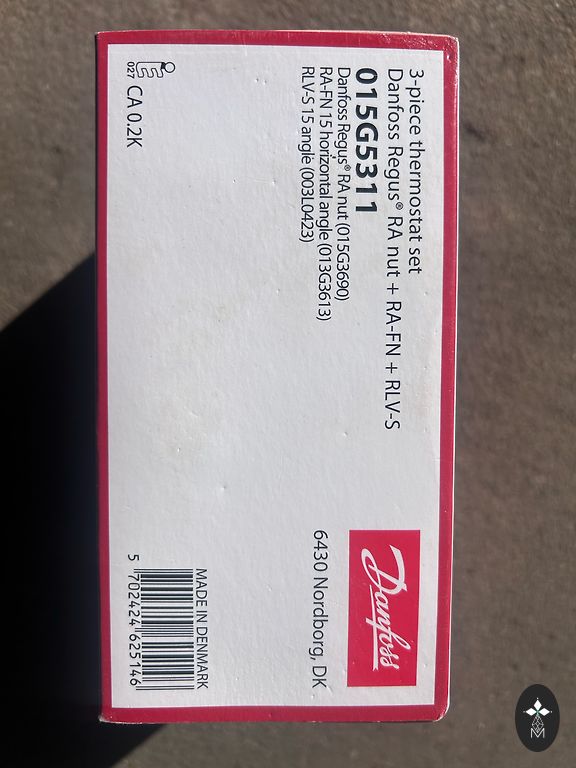 3-piece thermostat set
Danfoss Regus® RA nut + RA-FN + RLV-S
015G5311
Danfoss Regus® RA nut (015G3690)
RA-FN 15 horizontal angle (013G3613)
RLV-S 15 angle (003L0423)
027
CA 0.2K
Danfoss
6430 Nordborg, DK
MADE IN DENMARK
5 702424 625146
M